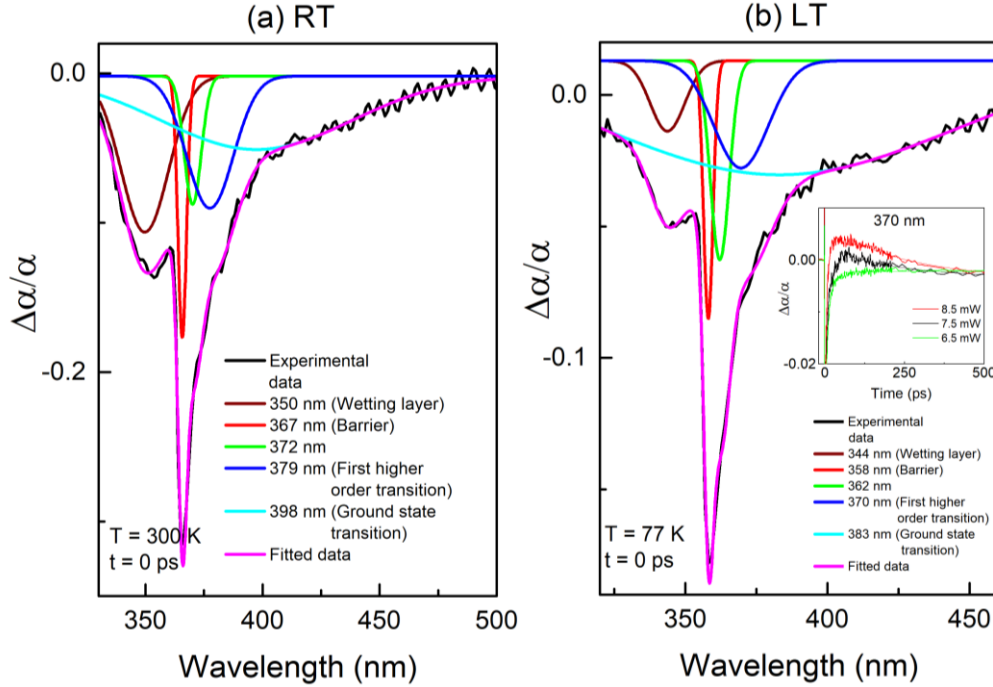 (a) RT
(b) LT
Δα/α
0.0
-0.2
Experimental
data
350 nm (Wetting layer)
367 nm (Barrier)
372 nm
379 nm (First higher
order transition)
398 nm (Ground state
transition)
Fitted data
T = 300 K
t = 0 ps
350
400
450
500
Wavelength (nm)
Δα/α
0.0
-0.1
370 nm
Δα/α
0.00
-0.02
8.5 mW
7.5 mW
6.5 mW
0
250
500
Time (ps)
Experimental
data
344 nm (Wetting layer)
358 nm (Barrier)
362 nm
370 nm (First higher
order transition)
383 nm (Ground state
transition)
Fitted data
T = 77 K
t = 0 ps
350
400
450
Wavelength (nm)